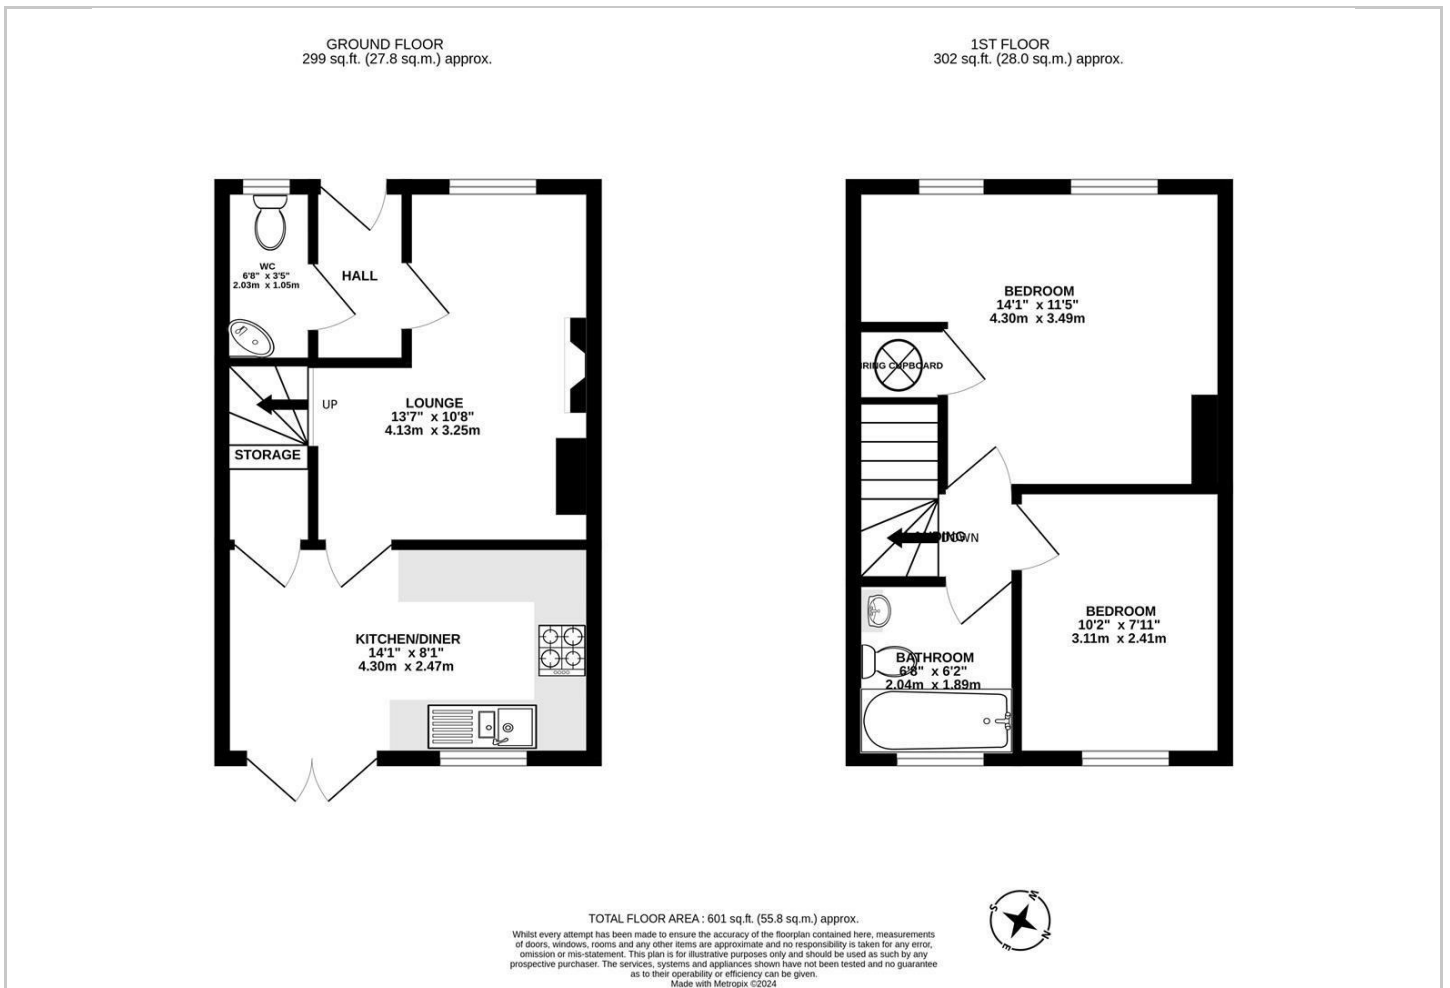 GROUND FLOOR
299 sq.ft. (27.8 sq.m.) approx.
1ST FLOOR
302 sq.ft. (28.0 sq.m.) approx.
WC
6'8" x 3'5"
2.03m x 1.05m
HALL
LOUNGE
13'7" x 10'8"
4.13m x 3.25m
UP
STORAGE
KITCHEN/DINER
14'1" x 8'1"
4.30m x 2.47m
BEDROOM
14'1" x 11'5"
4.30m x 3.49m
CUPBOARD
DOWN
BEDROOM
10'2" x 7'11"
3.11m x 2.41m
BATHROOM
6'8" x 6'2"
2.04m x 1.89m
TOTAL FLOOR AREA : 601 sq.ft. (55.8 sq.m.) approx.
Whilst every attempt has been made to ensure the accuracy of the floorplan contained here, measurements
of doors, windows, rooms and any other items are approximate and no responsibility is taken for any error,
omission or mis-statement. This plan is for illustrative purposes only and should be used as such by any
prospective purchaser. The services, systems and appliances shown have not been tested and no guarantee
as to their operability or efficiency can be given.
Made with Metropix ©2024
N
E
S
W